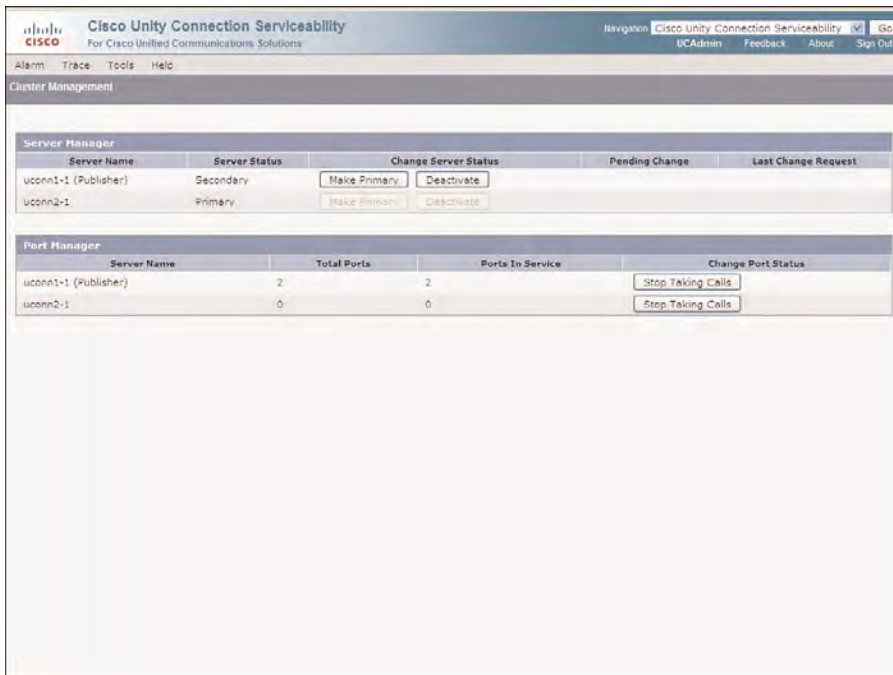 CISCO
Cisco Unity Connection Serviceability
For Cisco Unified Communications Solutions
Navigation Cisco Unity Connection Serviceability Go
UCAdmin Feedback About Sign Out
Alarm Trace Tools Help
Cluster Management
Server Manager
Server Name Server Status Change Server Status Pending Change Last Change Request
uconn1-1 (Publisher) Secondary Make Primary Deactivate
uconn2-1 Primary Make Primary Deactivate
Port Manager
Server Name Total Ports Ports In Service Change Port Status
uconn1-1 (Publisher) 2 2 Stop Taking Calls
uconn2-1 0 0 Stop Taking Calls